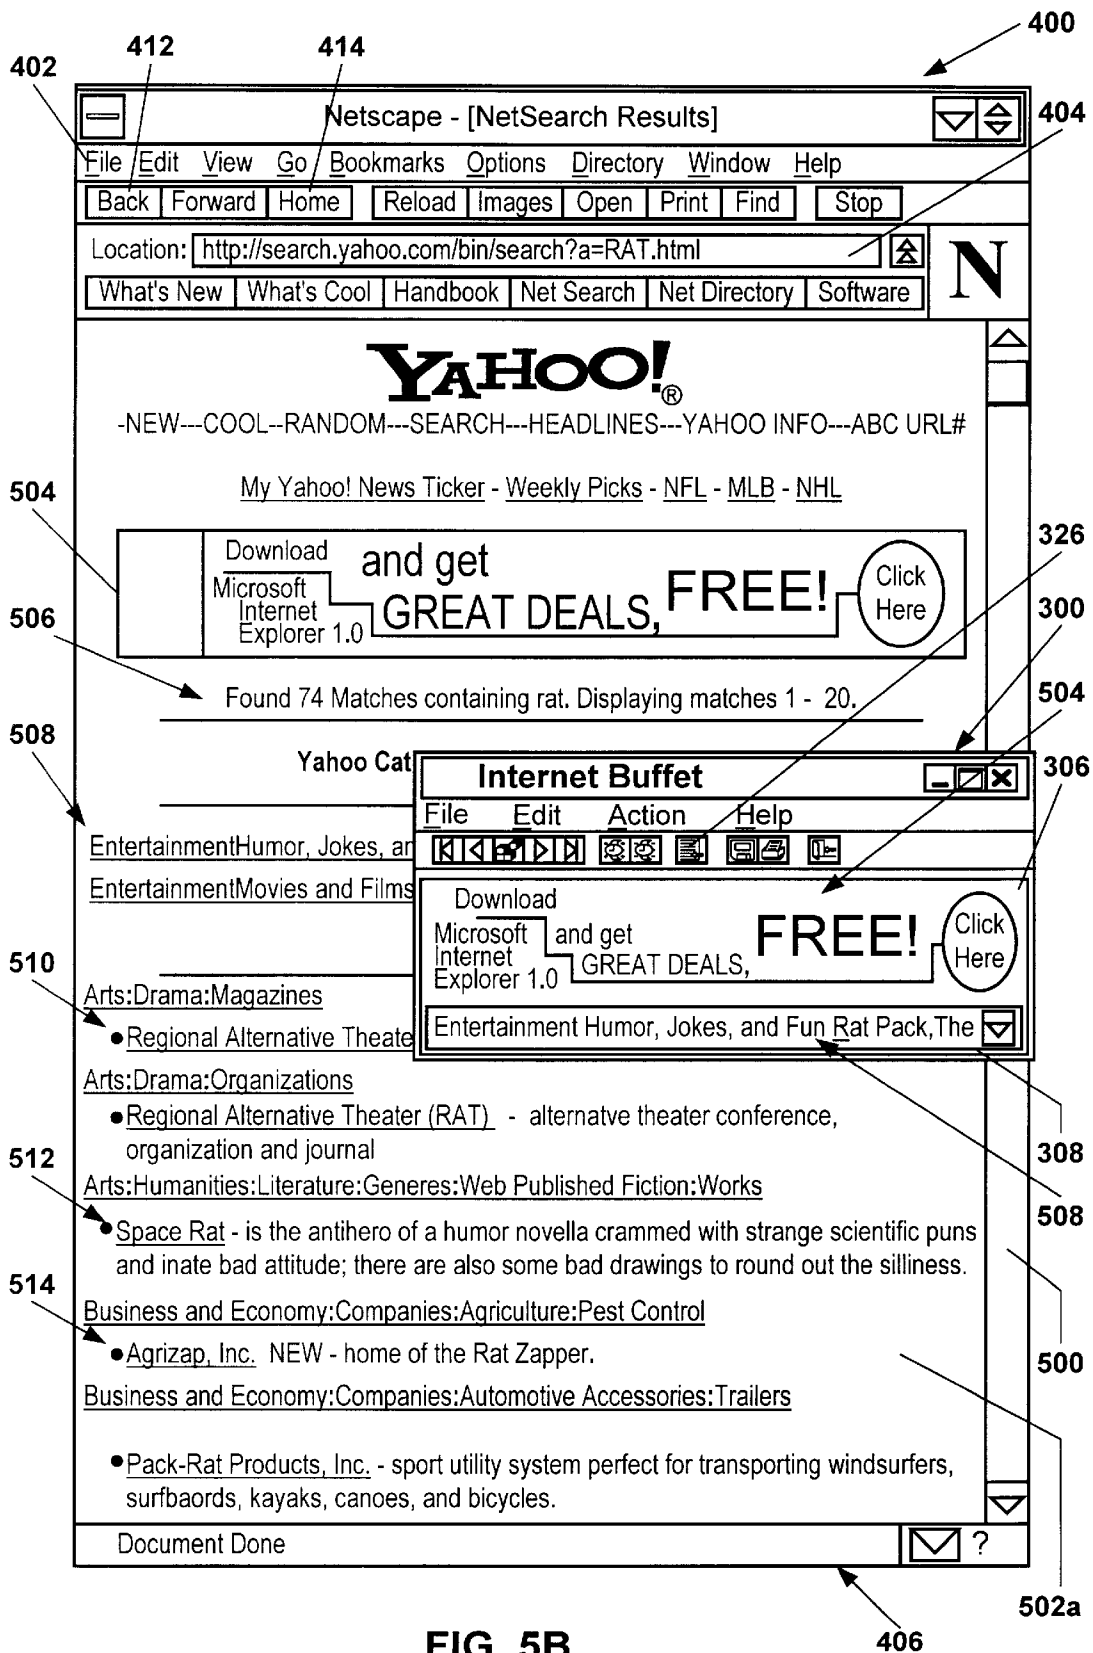 400
412
414
402
Netscape - [NetSearch Results]
404
File Edit View Go Bookmarks Options Directory Window Help
Back Forward Home Reload Images Open Print Find Stop
Location: http://search.yahoo.com/bin/search?a=RAT.html
N
What's New What's Cool Handbook Net Search Net Directory Software
YAHOO!®
-NEW---COOL--RANDOM---SEARCH---HEADLINES---YAHOO INFO---ABC URL#
504
My Yahoo! News Ticker - Weekly Picks - NFL - MLB - NHL
326
Download
and get
Microsoft
Internet
Explorer 1.0
GREAT DEALS,
FREE!
Click
Here
300
506
Found 74 Matches containing rat. Displaying matches 1 - 20.
504
508
Yahoo Cat
Internet Buffet
306
File Edit Action Help
EntertainmentHumor, Jokes, ar
EntertainmentMovies and Films
Download
Microsoft
Internet
Explorer 1.0
and get
GREAT DEALS,
FREE!
Click
Here
510
Arts:Drama:Magazines
Entertainment Humor, Jokes, and Fun Rat Pack,The
•Regional Alternative Theate
Arts:Drama:Organizations
•Regional Alternative Theater (RAT) - alternatve theater conference,
organization and journal
308
512
Arts:Humanities:Literature:Generes:Web Published Fiction:Works
508
•Space Rat - is the antihero of a humor novella crammed with strange scientific puns
and inate bad attitude; there are also some bad drawings to round out the silliness.
514
Business and Economy:Companies:Agriculture:Pest Control
•Agrizap, Inc. NEW - home of the Rat Zapper.
500
Business and Economy:Companies:Automotive Accessories:Trailers
•Pack-Rat Products, Inc. - sport utility system perfect for transporting windsurfers,
surfbaords, kayaks, canoes, and bicycles.
Document Done
?
502a
406
FIG. 5B